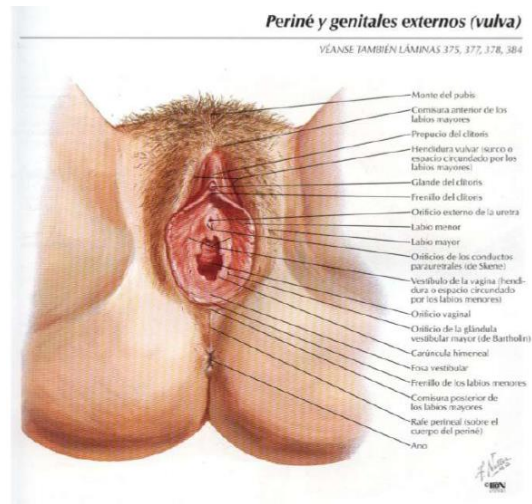 Periné y genitales externos (vulva)
VÉANSE TAMBIÉN LÁMINAS 375, 377, 378, 384
Monte del pubis
Comisura anterior de los
labios mayores
Prepucio del clítoris
Hendidura vulvar (surco o
espacio circundado por los
labios mayores)
Glande del clítoris
Frenillo del clítoris
Orificio externo de la uretra
Labio menor
Labio mayor
Orificios de los conductos
parauretrales (de Skene)
Vestíbulo de la vagina (hendi-
dura o espacio circundado
por los labios menores)
Orificio vaginal
Orificio de la glándula
vestibular mayor (de Bartholin)
Carúncula himeneal
Fosa vestibular
Frenillo de los labios menores
Comisura posterior de
los labios mayores
Rafe perineal (sobre el
cuerpo del periné)
Ano